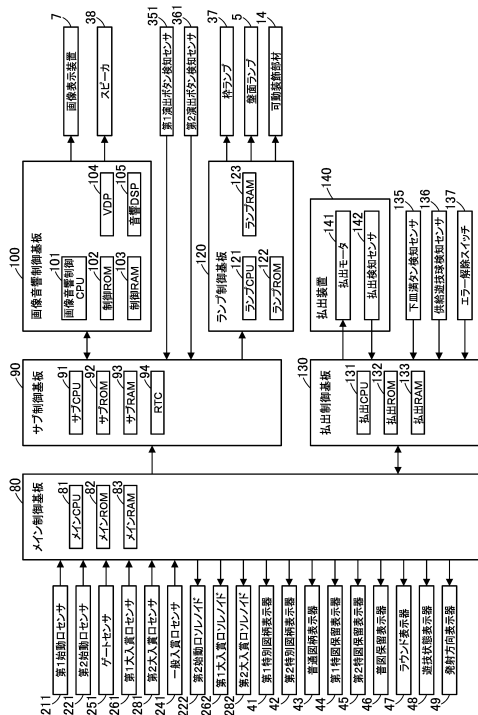 211 第1始動口センサ
221 第2始動口センサ
251 ゲートセンサ
261 第1大入賞口センサ
281 第2大入賞口センサ
241 一般入賞口センサ
222 第2始動口ソレノイド
262 第1大入賞口ソレノイド
282 第2大入賞口ソレノイド
41 第1特別図柄表示器
42 第2特別図柄表示器
43 普通図柄表示器
44 第1特図保留表示器
45 第2特図保留表示器
46 普図保留表示器
47 ラウンド表示器
48 遊技状態表示器
49 発射方向表示器
80
メイン制御基板
81 メインCPU
82 メインROM
83 メインRAM
90
サブ制御基板
91 サブCPU
92 サブROM
93 サブRAM
94 RTC
130
払出制御基板
131 払出CPU
132 払出ROM
133 払出RAM
100
画像音響制御基板
101 画像音響制御
CPU
102 制御ROM
103 制御RAM
104 VDP
105 音響DSP
120
ランプ制御基板
121 ランプCPU
122 ランプROM
123 ランプRAM
140
払出装置
141 払出モータ
142 払出検知センサ
135 下皿満タン検知センサ
136 供給遊技球検知センサ
137 エラー解除スイッチ
7 画像表示装置
38 スピーカ
351 第1演出ボタン検知センサ
361 第2演出ボタン検知センサ
37 枠ランプ
5 盤面ランプ
14 可動装飾部材